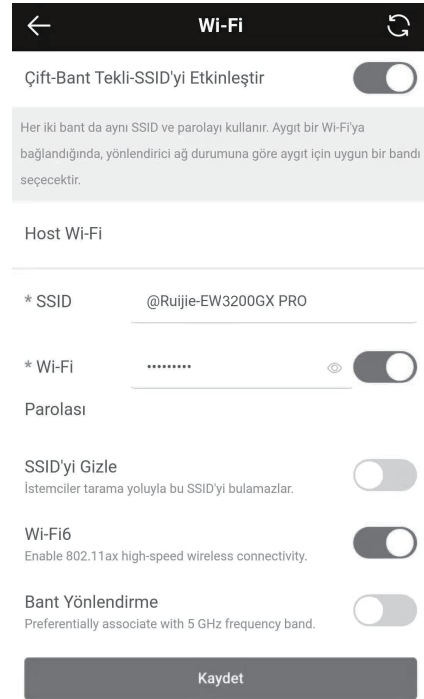 Wi-Fi
Çift-Bant Tekli-SSID'yi Etkinleştir
Her iki bant da aynı SSID ve parolayı kullanır. Aygıt bir Wi-Fi'ya
bağlandığında, yönlendirici ağ durumuna göre aygıt için uygun bir bandı
seçecektir.
Host Wi-Fi
* SSID @Ruijie-EW3200GX PRO
* Wi-Fi •••••••••
Parolası
SSID'yi Gizle
İstemciler tarama yoluyla bu SSID'yi bulamazlar.
Wi-Fi6
Enable 802.11ax high-speed wireless connectivity.
Bant Yönlendirme
Preferentially associate with 5 GHz frequency band.
Kaydet